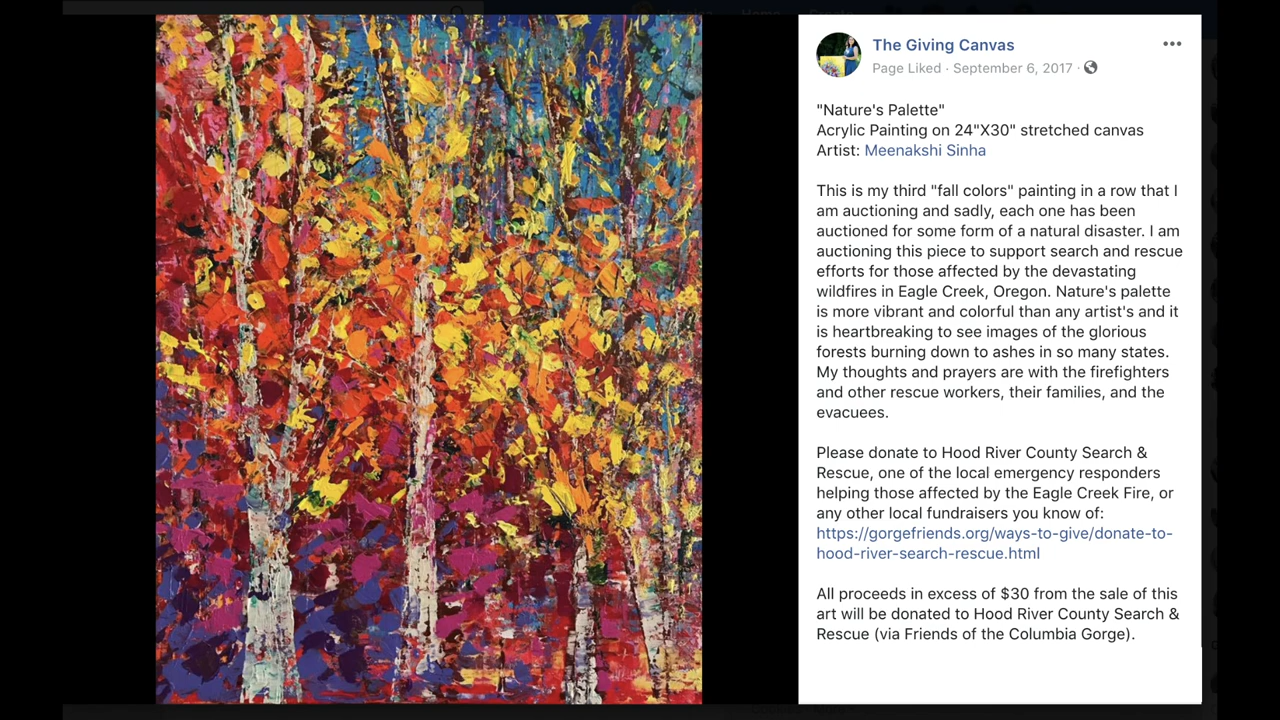 The Giving Canvas
Page Liked · September 6, 2017 ·
"Nature's Palette"
Acrylic Painting on 24"X30" stretched canvas
Artist: Meenakshi Sinha
This is my third "fall colors" painting in a row that I
am auctioning and sadly, each one has been
auctioned for some form of a natural disaster. I am
auctioning this piece to support search and rescue
efforts for those affected by the devastating
wildfires in Eagle Creek, Oregon. Nature's palette
is more vibrant and colorful than any artist's and it
is heartbreaking to see images of the glorious
forests burning down to ashes in so many states.
My thoughts and prayers are with the firefighters
and other rescue workers, their families, and the
evacuees.
Please donate to Hood River County Search &
Rescue, one of the local emergency responders
helping those affected by the Eagle Creek Fire, or
any other local fundraisers you know of:
https://gorgefriends.org/ways-to-give/donate-to-
hood-river-search-rescue.html
All proceeds in excess of $30 from the sale of this
art will be donated to Hood River County Search &
Rescue (via Friends of the Columbia Gorge).